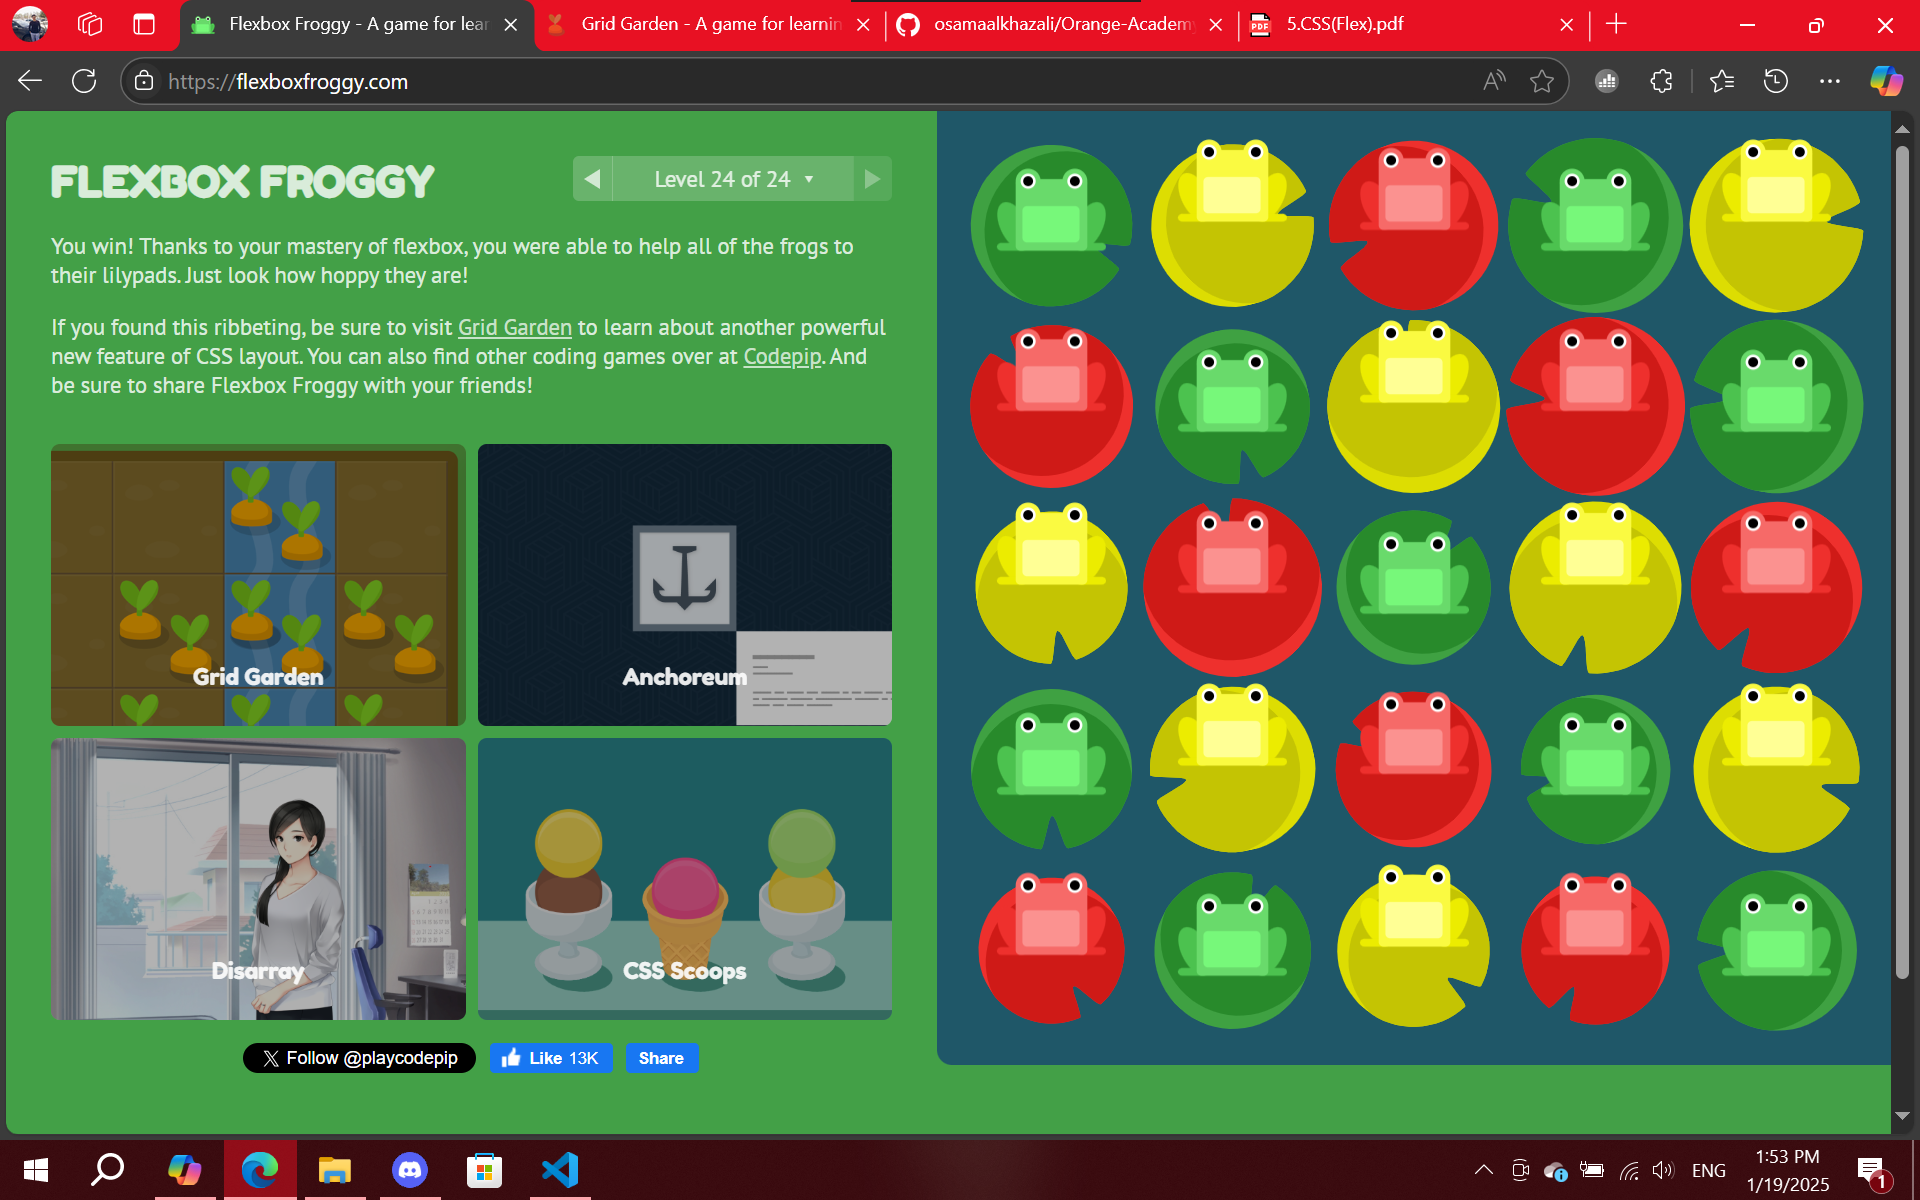 Flexbox Froggy - A game for lear
Grid Garden - A game for learnin
osamaalkhazali/Orange-Academy
PDF
5.CSS(Flex).pdf
https://flexboxfroggy.com
FLEXBOX FROGGY
Level 24 of 24
You win! Thanks to your mastery of flexbox, you were able to help all of the frogs to
their lilypads. Just look how hoppy they are!
If you found this ribbeting, be sure to visit Grid Garden to learn about another powerful
new feature of CSS layout. You can also find other coding games over at Codepip. And
be sure to share Flexbox Froggy with your friends!
Grid Garden
Anchoreum
Disarray
CSS Scoops
Follow @playcodepip
Like 13K
Share
ENG
1:53 PM
1/19/2025
1